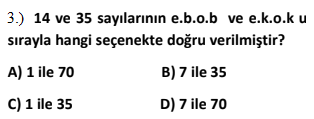 3.) 14 ve 35 sayılarının e.b.o.b ve e.k.o.k u
sırayla hangi seçenekte doğru verilmiştir?
A) 1 ile 70 B) 7 ile 35
C) 1 ile 35 D) 7 ile 70